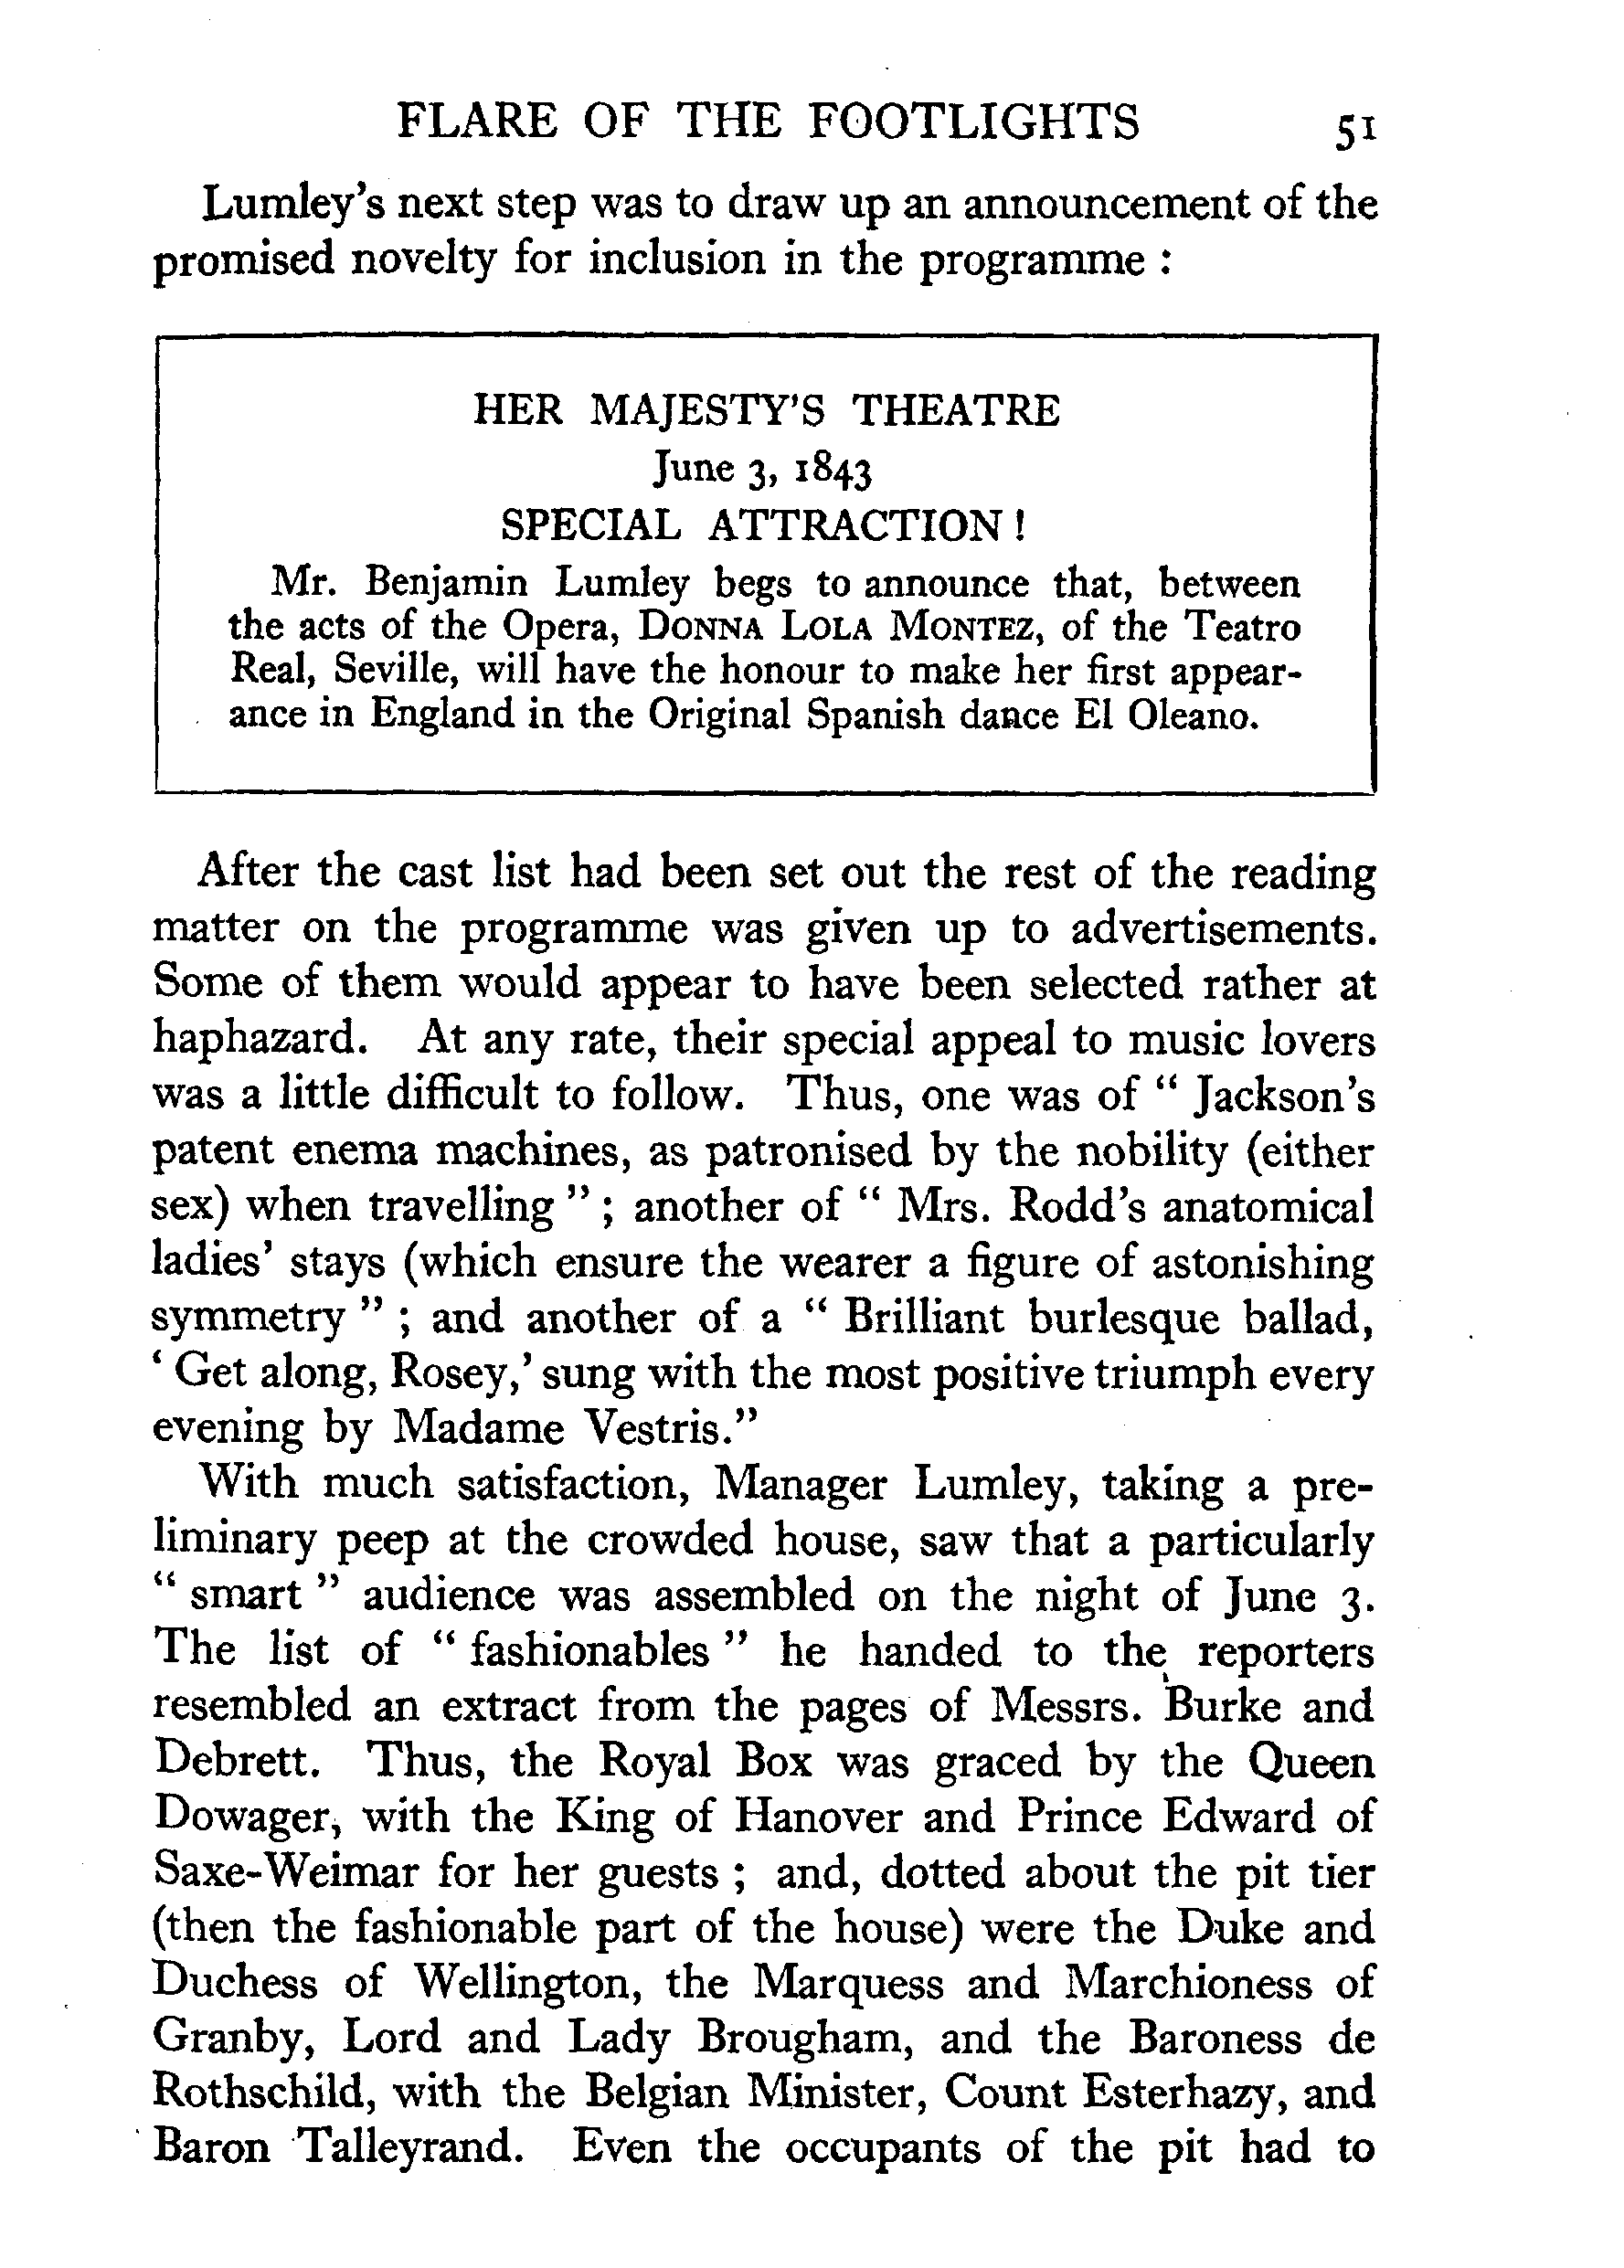 FLARE OF THE FOOTLIGHTS 51
Lumley's next step was to draw up an announcement of the
promised novelty for inclusion in the programme :
HER MAJESTY'S THEATRE
June 3, 1843
SPECIAL ATTRACTION !
Mr. Benjamin Lumley begs to announce that, between
the acts of the Opera, DONNA LOLA MONTEZ, of the Teatro
Real, Seville, will have the honour to make her first appear-
ance in England in the Original Spanish dance El Oleano.
After the cast list had been set out the rest of the reading
matter on the programme was given up to advertisements.
Some of them would appear to have been selected rather at
haphazard. At any rate, their special appeal to music lovers
was a little difficult to follow. Thus, one was of “ Jackson's
patent enema machines, as patronised by the nobility (either
sex) when travelling ” ; another of “ Mrs. Rodd's anatomical
ladies' stays (which ensure the wearer a figure of astonishing
symmetry ” ; and another of a “ Brilliant burlesque ballad,
‘ Get along, Rosey,’ sung with the most positive triumph every
evening by Madame Vestris.”
With much satisfaction, Manager Lumley, taking a pre-
liminary peep at the crowded house, saw that a particularly
“ smart ” audience was assembled on the night of June 3.
The list of “ fashionables ” he handed to the reporters
resembled an extract from the pages of Messrs. Burke and
Debrett. Thus, the Royal Box was graced by the Queen
Dowager, with the King of Hanover and Prince Edward of
Saxe-Weimar for her guests ; and, dotted about the pit tier
(then the fashionable part of the house) were the Duke and
Duchess of Wellington, the Marquess and Marchioness of
Granby, Lord and Lady Brougham, and the Baroness de
Rothschild, with the Belgian Minister, Count Esterhazy, and
Baron Talleyrand. Even the occupants of the pit had to